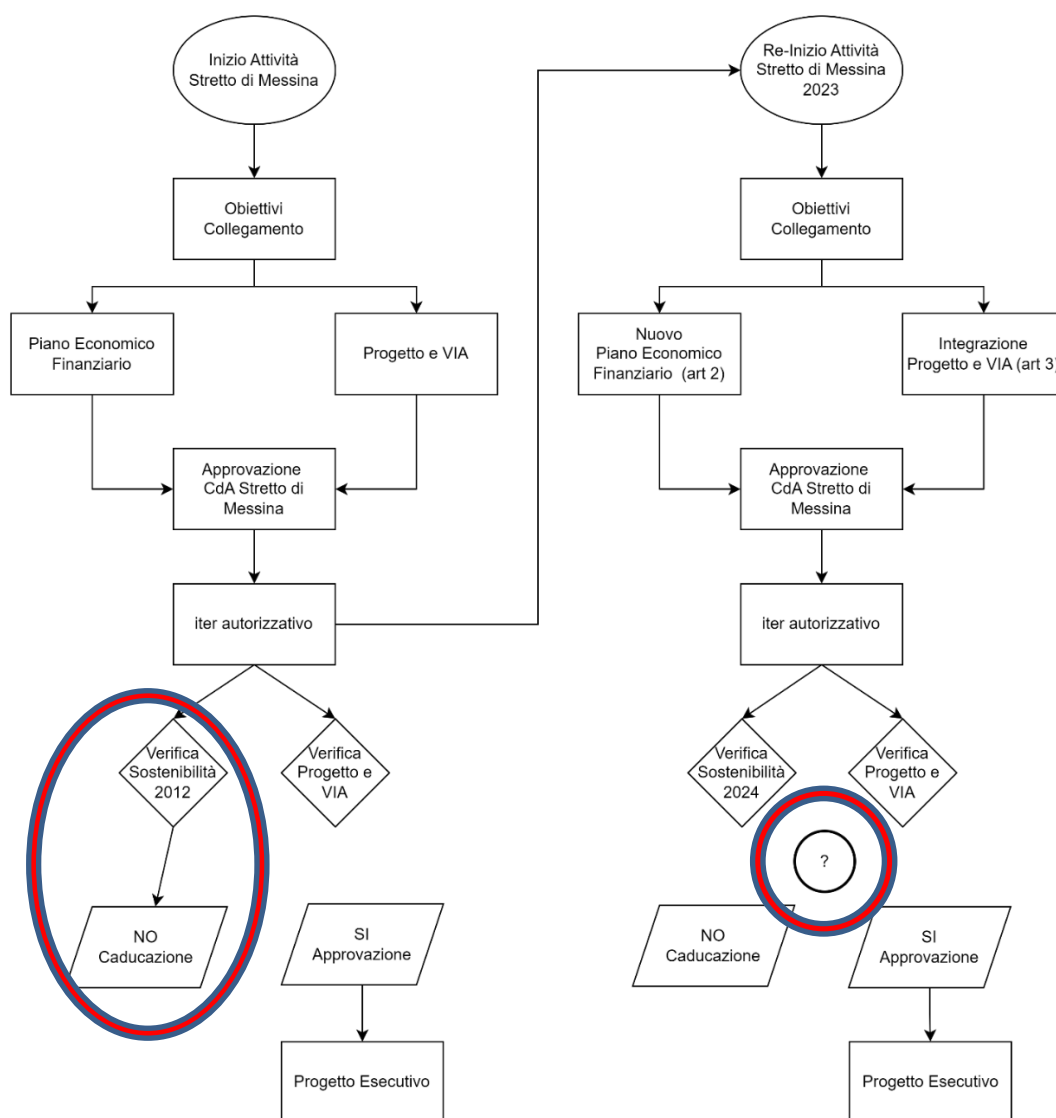 Inizio Attività
Stretto di Messina
Obiettivi
Collegamento
Piano Economico
Finanziario
Progetto e VIA
Approvazione
CdA Stretto di
Messina
iter autorizzativo
Verifica
Sostenibilità
2012
Verifica
Progetto e
VIA
NO
Caducazione
SI
Approvazione
Progetto Esecutivo
Re-Inizio Attività
Stretto di Messina
2023
Obiettivi
Collegamento
Nuovo
Piano Economico
Finanziario (art 2)
Integrazione
Progetto e VIA (art 3)
Approvazione
CdA Stretto di
Messina
iter autorizzativo
Verifica
Sostenibilità
2024
Verifica
Progetto e
VIA
?
NO
Caducazione
SI
Approvazione
Progetto Esecutivo